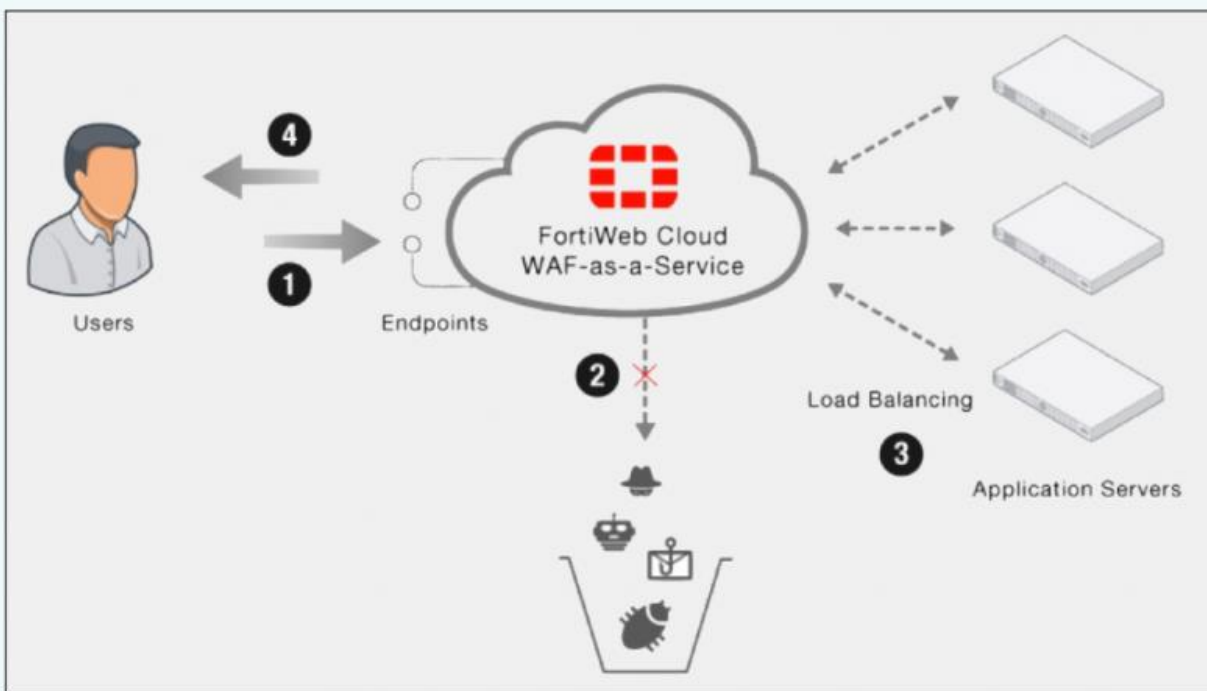 4
FortiWeb Cloud
WAF-as-a-Service
1
Users
Endpoints
2
Load Balancing
3
Application Servers